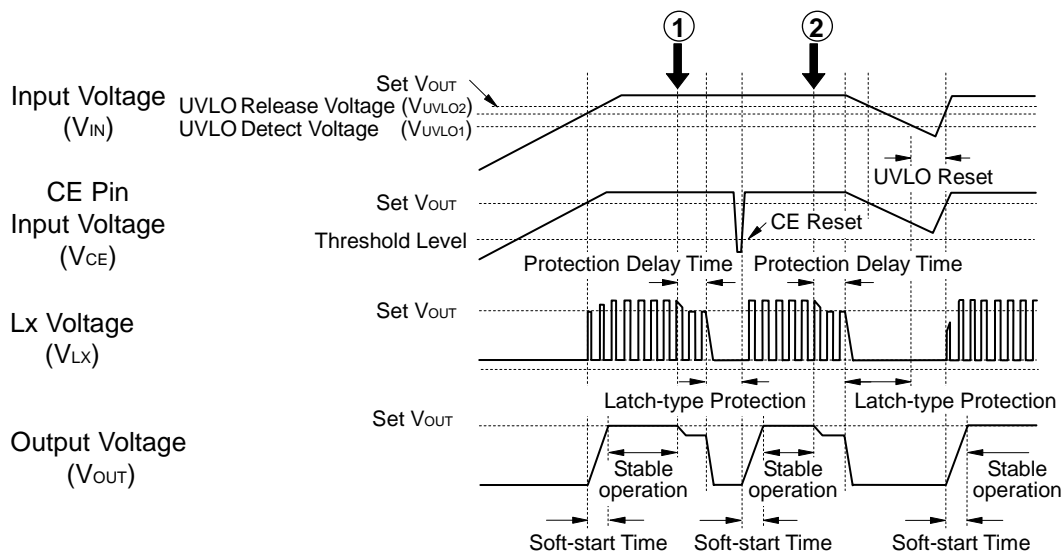 ① ②
Input Voltage
(VIN)
Set VOUT
UVLO Release Voltage (VUVLO2)
UVLO Detect Voltage (VUVLO1)
UVLO Reset
CE Pin
Input Voltage
(VCE)
Set VOUT
Threshold Level
CE Reset
Protection Delay Time Protection Delay Time
Lx Voltage
(VLX)
Set VOUT
Latch-type Protection Latch-type Protection
Output Voltage
(VOUT)
Set VOUT
Stable
operation
Stable
operation
Stable
operation
Soft-start Time Soft-start Time Soft-start Time